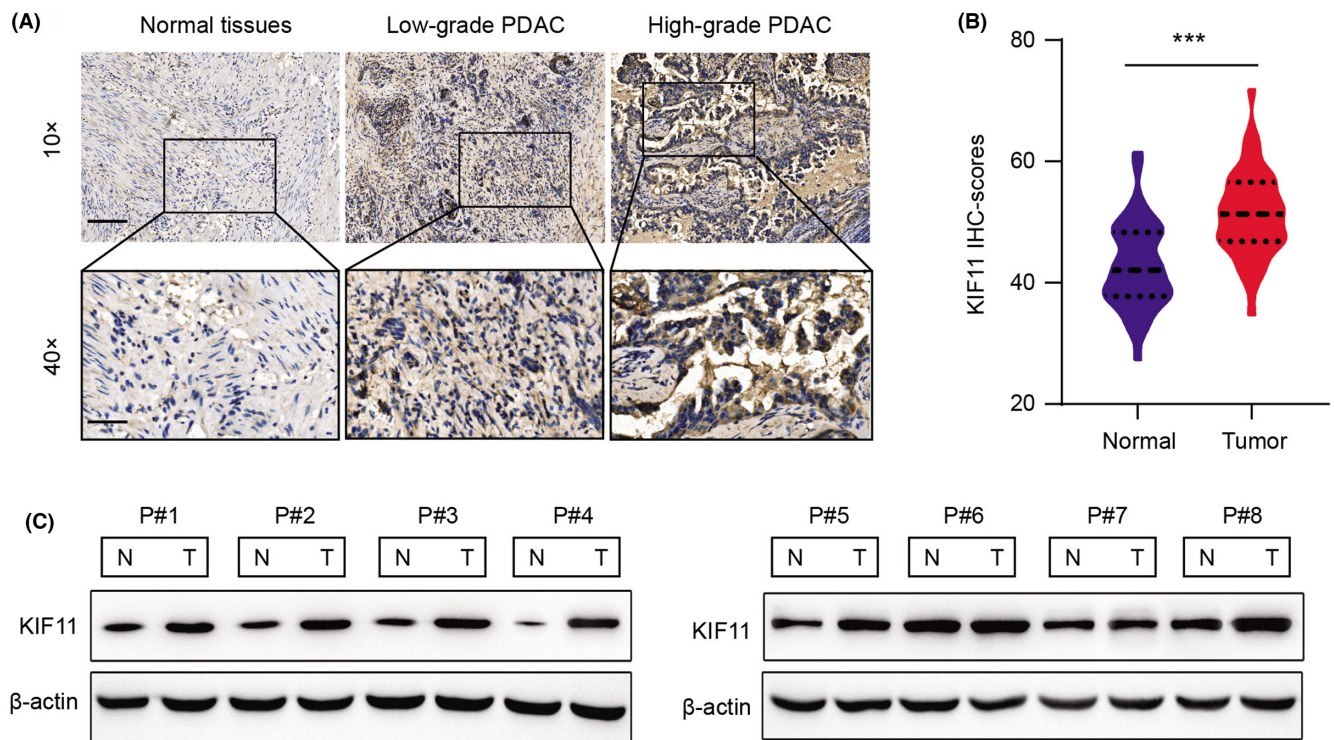 (A)
Normal tissues Low-grade PDAC High-grade PDAC
10×
40×
(B)
***
KIF11 IHC-scores
80
60
40
20
Normal Tumor
(C)
P#1 P#2 P#3 P#4
N T N T N T N T
KIF11
β-actin
P#5 P#6 P#7 P#8
N T N T N T N T
KIF11
β-actin